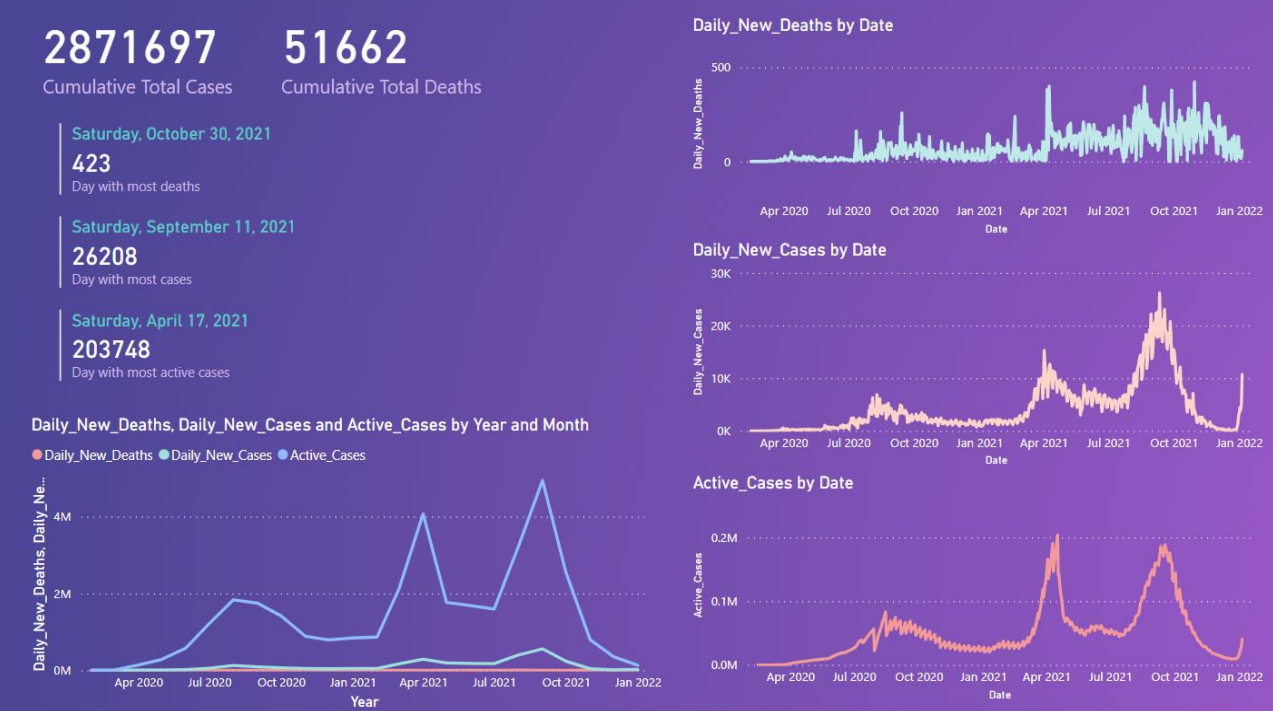 2871697
Cumulative Total Cases
51662
Cumulative Total Deaths
Saturday, October 30, 2021
423
Day with most deaths
Saturday, September 11, 2021
26208
Day with most cases
Saturday, April 17, 2021
203748
Day with most active cases
Daily_New_Deaths, Daily_New_Cases and Active_Cases by Year and Month
Daily_New_Deaths Daily_New_Cases Active_Cases
Daily_New_Deaths, Daily_Ne...
4M
2M
0M
Apr 2020 Jul 2020 Oct 2020 Jan 2021 Apr 2021 Jul 2021 Oct 2021 Jan 2022
Year
Daily_New_Deaths by Date
Daily_New_Deaths
500
0
Apr 2020 Jul 2020 Oct 2020 Jan 2021 Apr 2021 Jul 2021 Oct 2021 Jan 2022
Date
Daily_New_Cases by Date
Daily_New_Cases
30K
20K
10K
0K
Apr 2020 Jul 2020 Oct 2020 Jan 2021 Apr 2021 Jul 2021 Oct 2021 Jan 2022
Date
Active_Cases by Date
Active_Cases
0.2M
0.1M
0.0M
Apr 2020 Jul 2020 Oct 2020 Jan 2021 Apr 2021 Jul 2021 Oct 2021 Jan 2022
Date